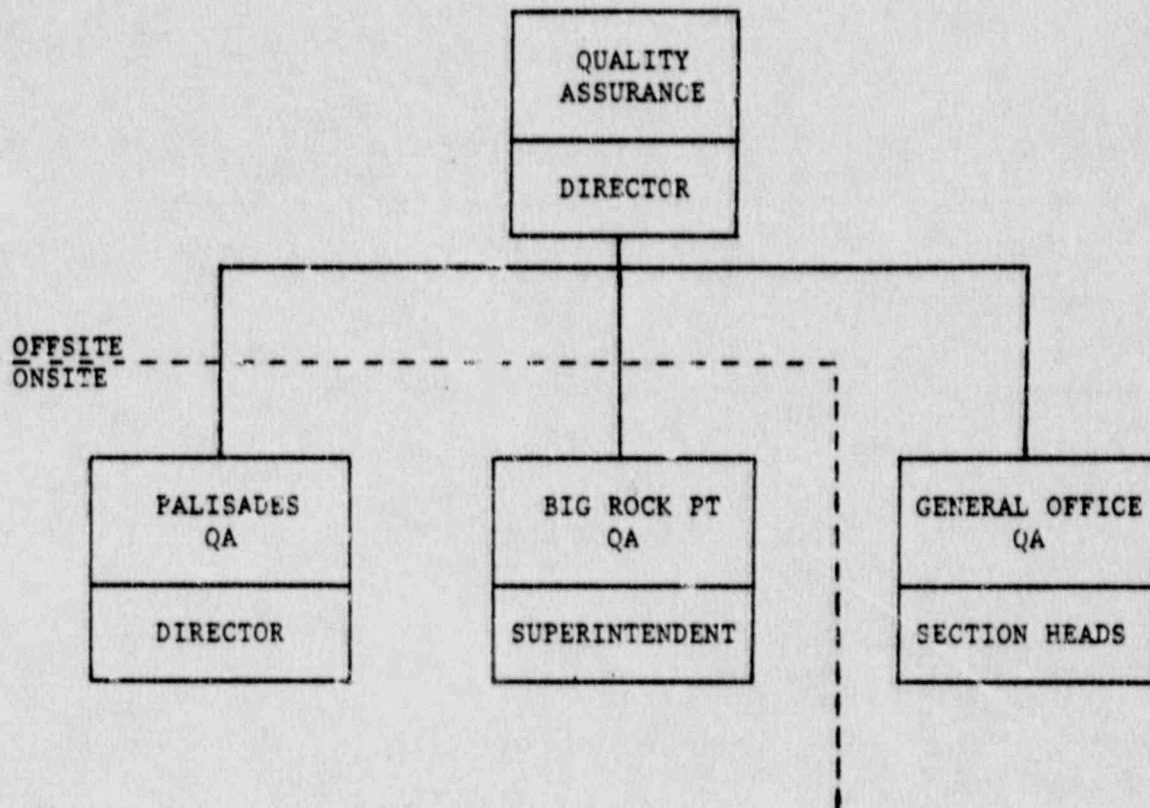 QUALITY
ASSURANCE
DIRECTOR
OFFSITE
ONSITE
PALISADES
QA
DIRECTOR
BIG ROCK PT
QA
SUPERINTENDENT
GENERAL OFFICE
QA
SECTION HEADS